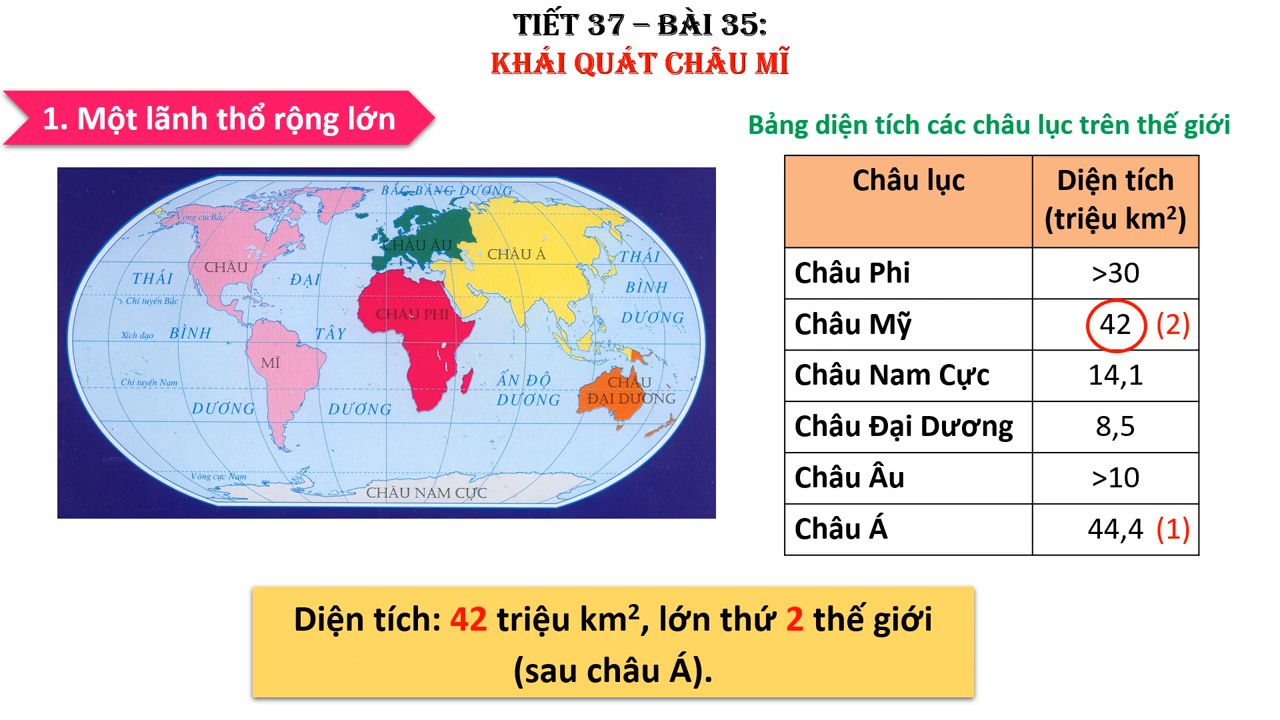 TIẾT 37 – BÀI 35:
KHÁI QUÁT CHÂU MĨ
1. Một lãnh thổ rộng lớn
BẮC BĂNG DƯƠNG
Vòng cực Bắc
CHÂU ÂU
CHÂU Á
CHÂU
THÁI
ĐẠI
THÁI
BÌNH
Chí tuyến Bắc
CHÂU PHI
DƯƠNG
Xích đạo
BÌNH
TÂY
MĨ
Chí tuyến Nam
ẤN ĐỘ
DƯƠNG
CHÂU
ĐẠI DƯƠNG
DƯƠNG
DƯƠNG
Vòng cực Nam
CHÂU NAM CỰC
Bảng diện tích các châu lục trên thế giới
Châu lục Diện tích
(triệu km²)
Châu Phi >30
Châu Mỹ 42 (2)
Châu Nam Cực 14,1
Châu Đại Dương 8,5
Châu Âu >10
Châu Á 44,4 (1)
Diện tích: 42 triệu km², lớn thứ 2 thế giới
(sau châu Á).